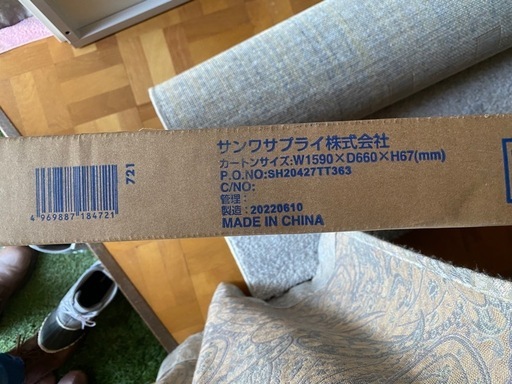 サンワサプライ株式会社
カートンサイズ:W1590×D660×H67(mm)
P.O.NO:SH20427TT363
C/NO:
管理:
製造:20220610
MADE IN CHINA
4 969887 184721
721